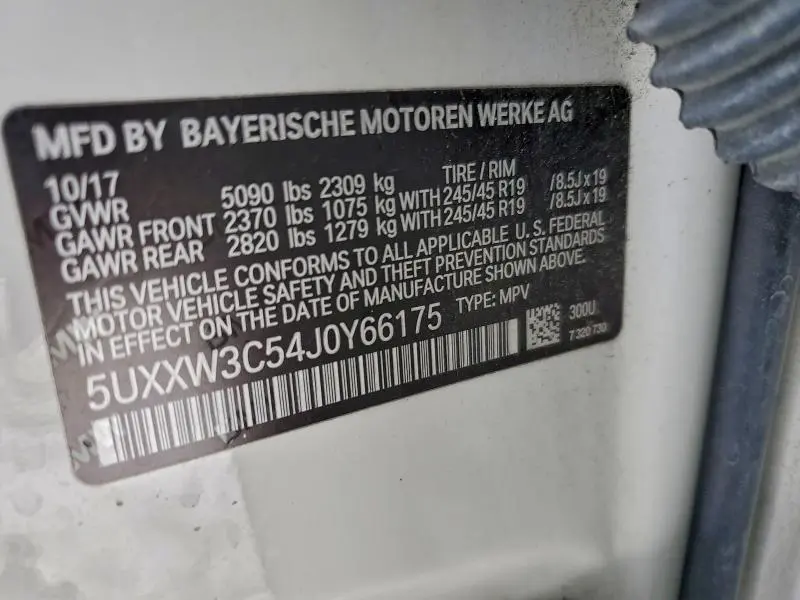 MFD BY BAYERISCHE MOTOREN WERKE AG
10/17 TIRE / RIM
GVWR 5090 lbs 2309 kg
GAWR FRONT 2370 lbs 1075 kg WITH 245/45 R19 /8.5J x 19
GAWR REAR 2820 lbs 1279 kg WITH 245/45 R19 /8.5J x 19
THIS VEHICLE CONFORMS TO ALL APPLICABLE U. S. FEDERAL
MOTOR VEHICLE SAFETY AND THEFT PREVENTION STANDARDS
IN EFFECT ON THE DATE OF MANUFACTURE SHOWN ABOVE.
5UXXW3C54J0Y66175 TYPE: MPV
300U
7 320 730